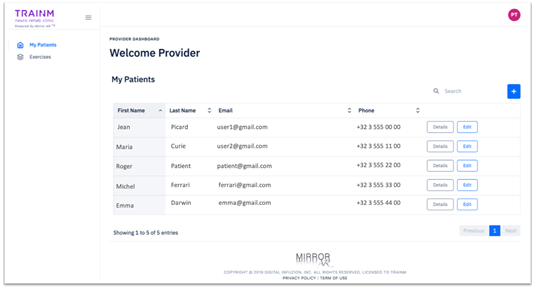 TRAINM
neuro rehab clinic
Powered by Mirror AR™
PT
My Patients
Exercises
PROVIDER DASHBOARD
Welcome Provider
My Patients
Search
+
First Name Last Name Email Phone
Jean Picard user1@gmail.com +32 3 555 00 00 Details Edit
Maria Curie user2@gmail.com +32 3 555 11 00 Details Edit
Roger Patient patient@gmail.com +32 3 555 22 00 Details Edit
Michel Ferrari ferrari@gmail.com +32 3 555 33 00 Details Edit
Emma Darwin emma@gmail.com +32 3 555 44 00 Details Edit
Showing 1 to 5 of 5 entries
Previous 1 Next
MIRROR
AR
COPYRIGHT © 2019 DIGITAL INFUZION, INC. ALL RIGHTS RESERVED, LICENSED TO TRAINM
PRIVACY POLICY | TERM OF USE